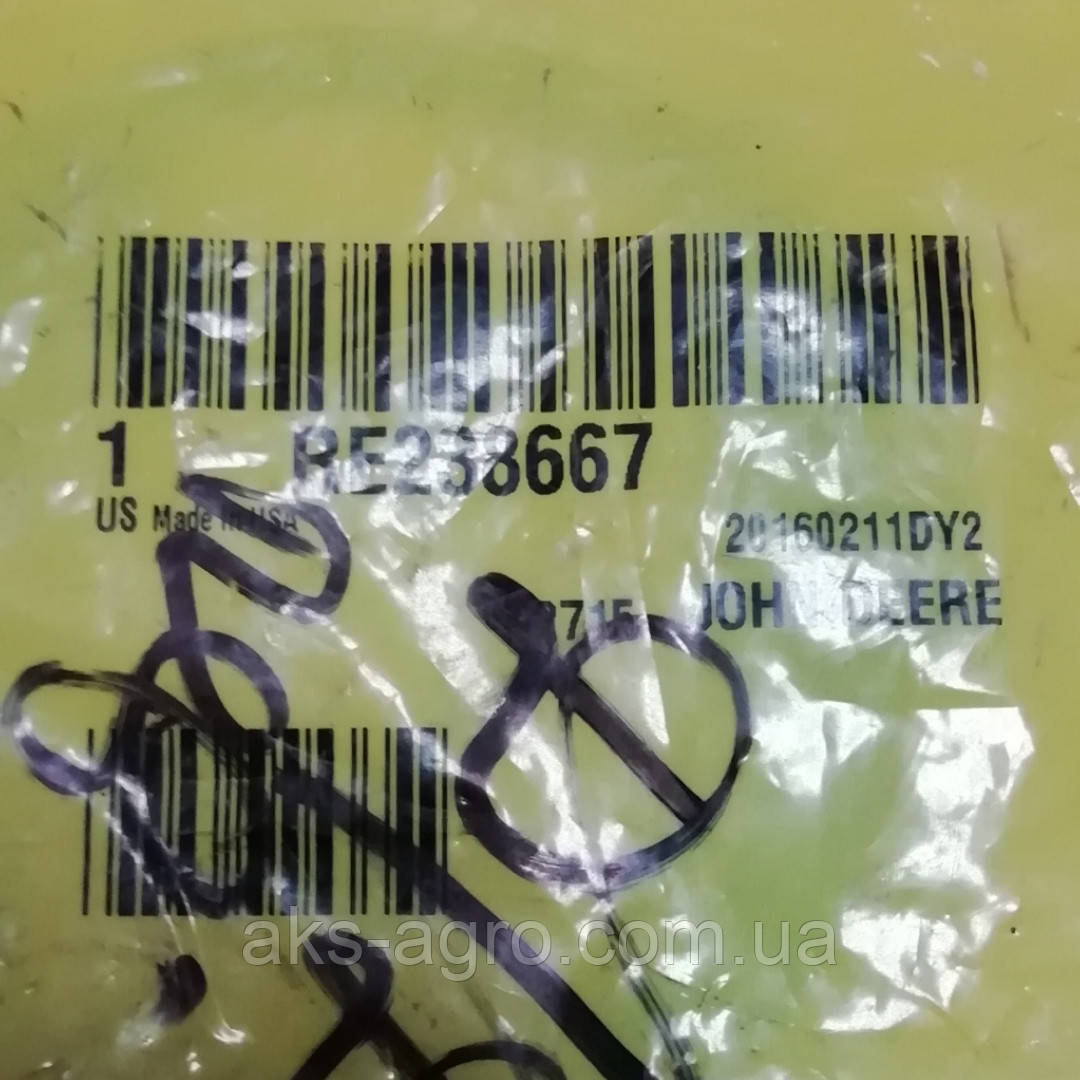 1 RE238667
US Made in USA
20160211DY2
JOHN DEERE
aks-agro.com.ua